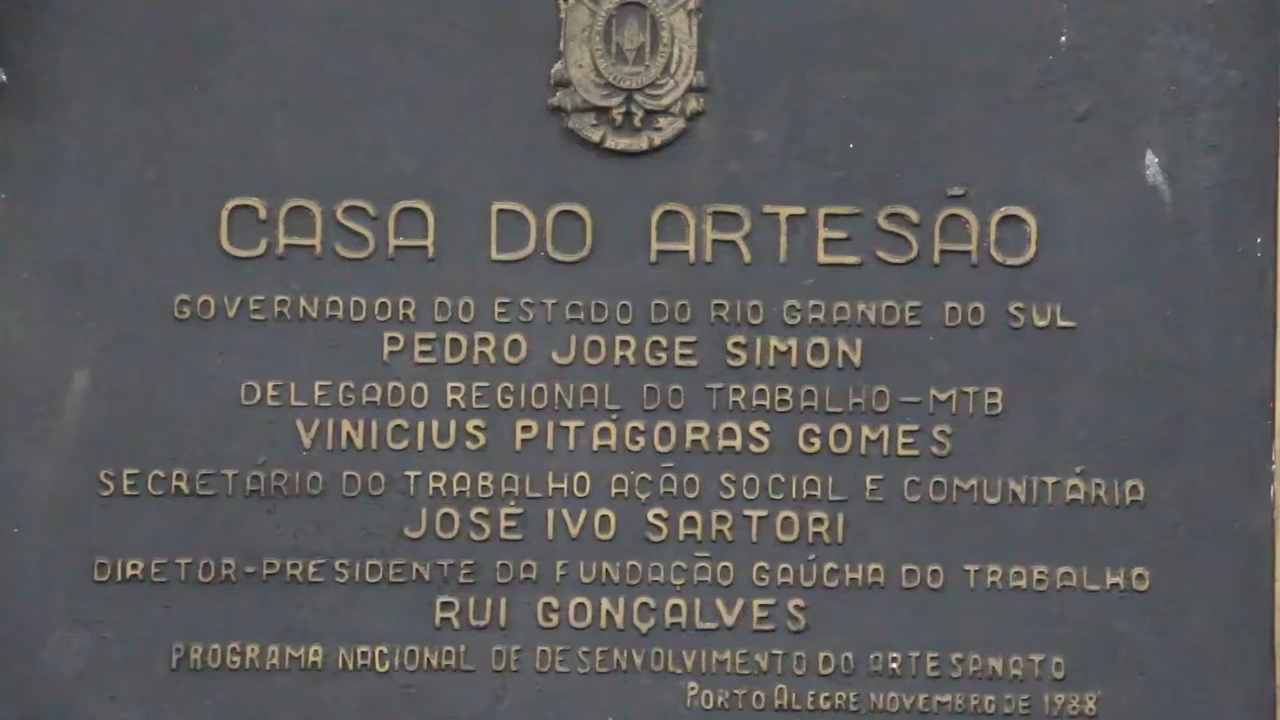 CASA DO ARTESÃO
GOVERNADOR DO ESTADO DO RIO GRANDE DO SUL
PEDRO JORGE SIMON
DELEGADO REGIONAL DO TRABALHO-MTB
VINICIUS PITÁGORAS GOMES
SECRETÁRIO DO TRABALHO AÇÃO SOCIAL E COMUNITÁRIA
JOSÉ IVO SARTORI
DIRETOR-PRESIDENTE DA FUNDAÇÃO GAÚCHA DO TRABALHO
RUI GONÇALVES
PROGRAMA NACIONAL DE DESENVOLVIMENTO DO ARTESANATO
PORTO ALEGRE, NOVEMBRO DE 1988